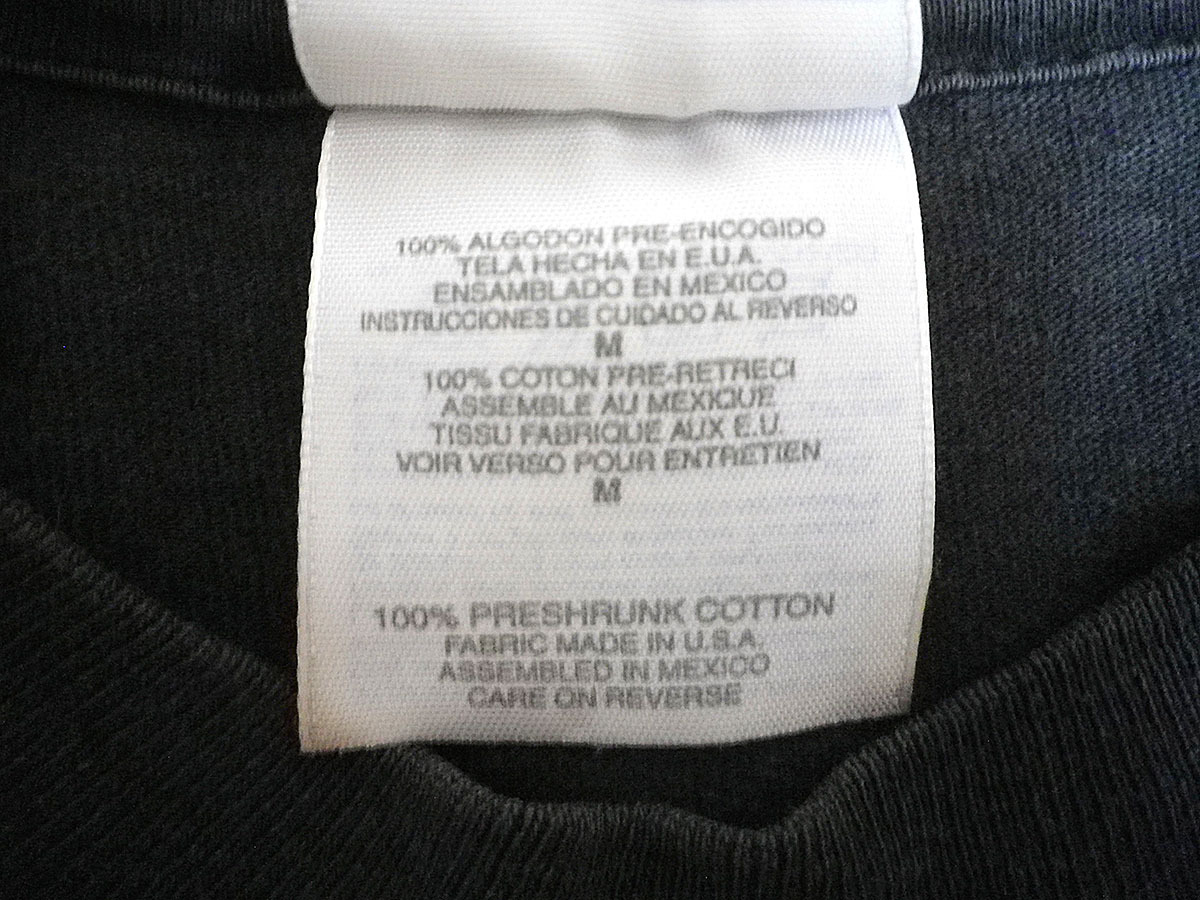 100% ALGODON PRE-ENCOGIDO
TELA HECHA EN E.U.A.
ENSAMBLADO EN MEXICO
INSTRUCCIONES DE CUIDADO AL REVERSO
M
100% COTON PRE-RETRECI
ASSEMBLE AU MEXIQUE
TISSU FABRIQUE AUX E.U.
VOIR VERSO POUR ENTRETIEN
M
100% PRESHRUNK COTTON
FABRIC MADE IN U.S.A.
ASSEMBLED IN MEXICO
CARE ON REVERSE